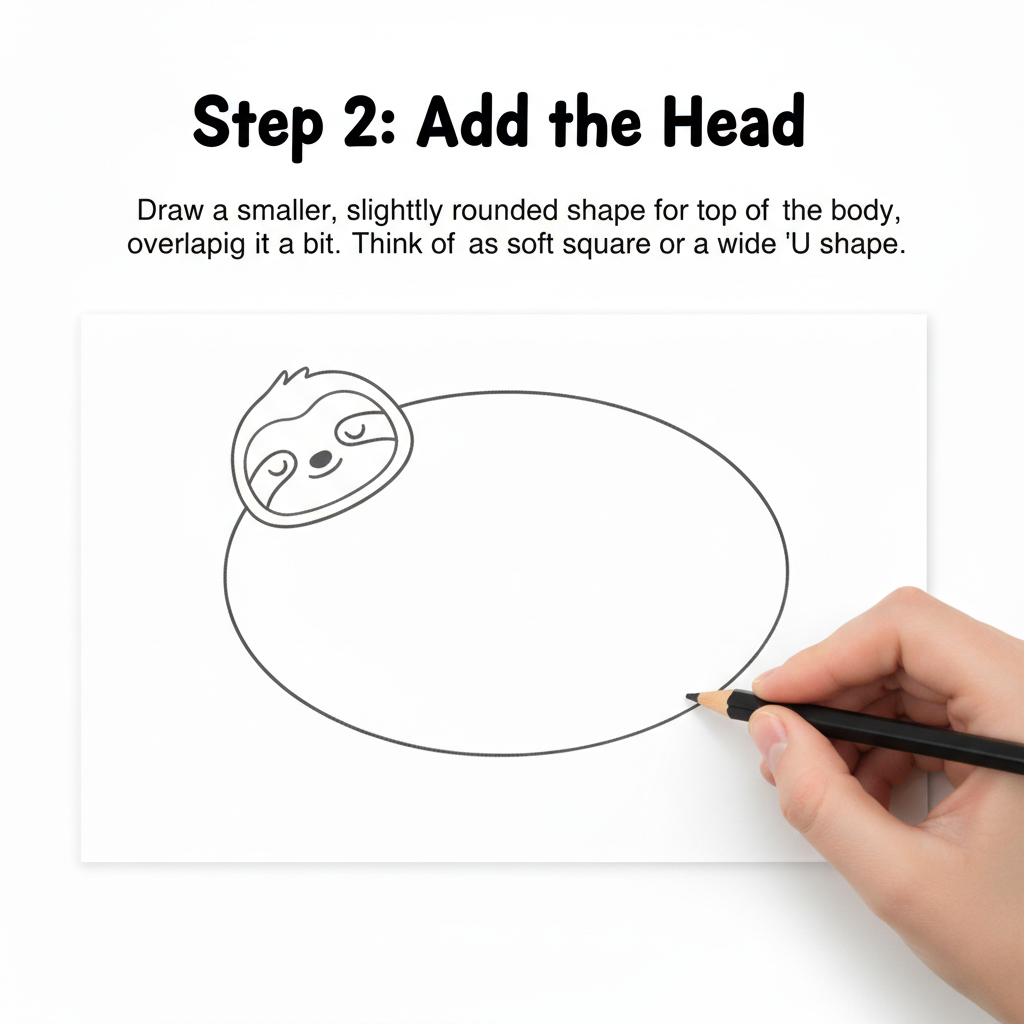 Step 2: Add the Head
Draw a smaller, slighttly rounded shape for top of the body,
overlapig it a bit. Think of as soft square or a wide 'U shape.